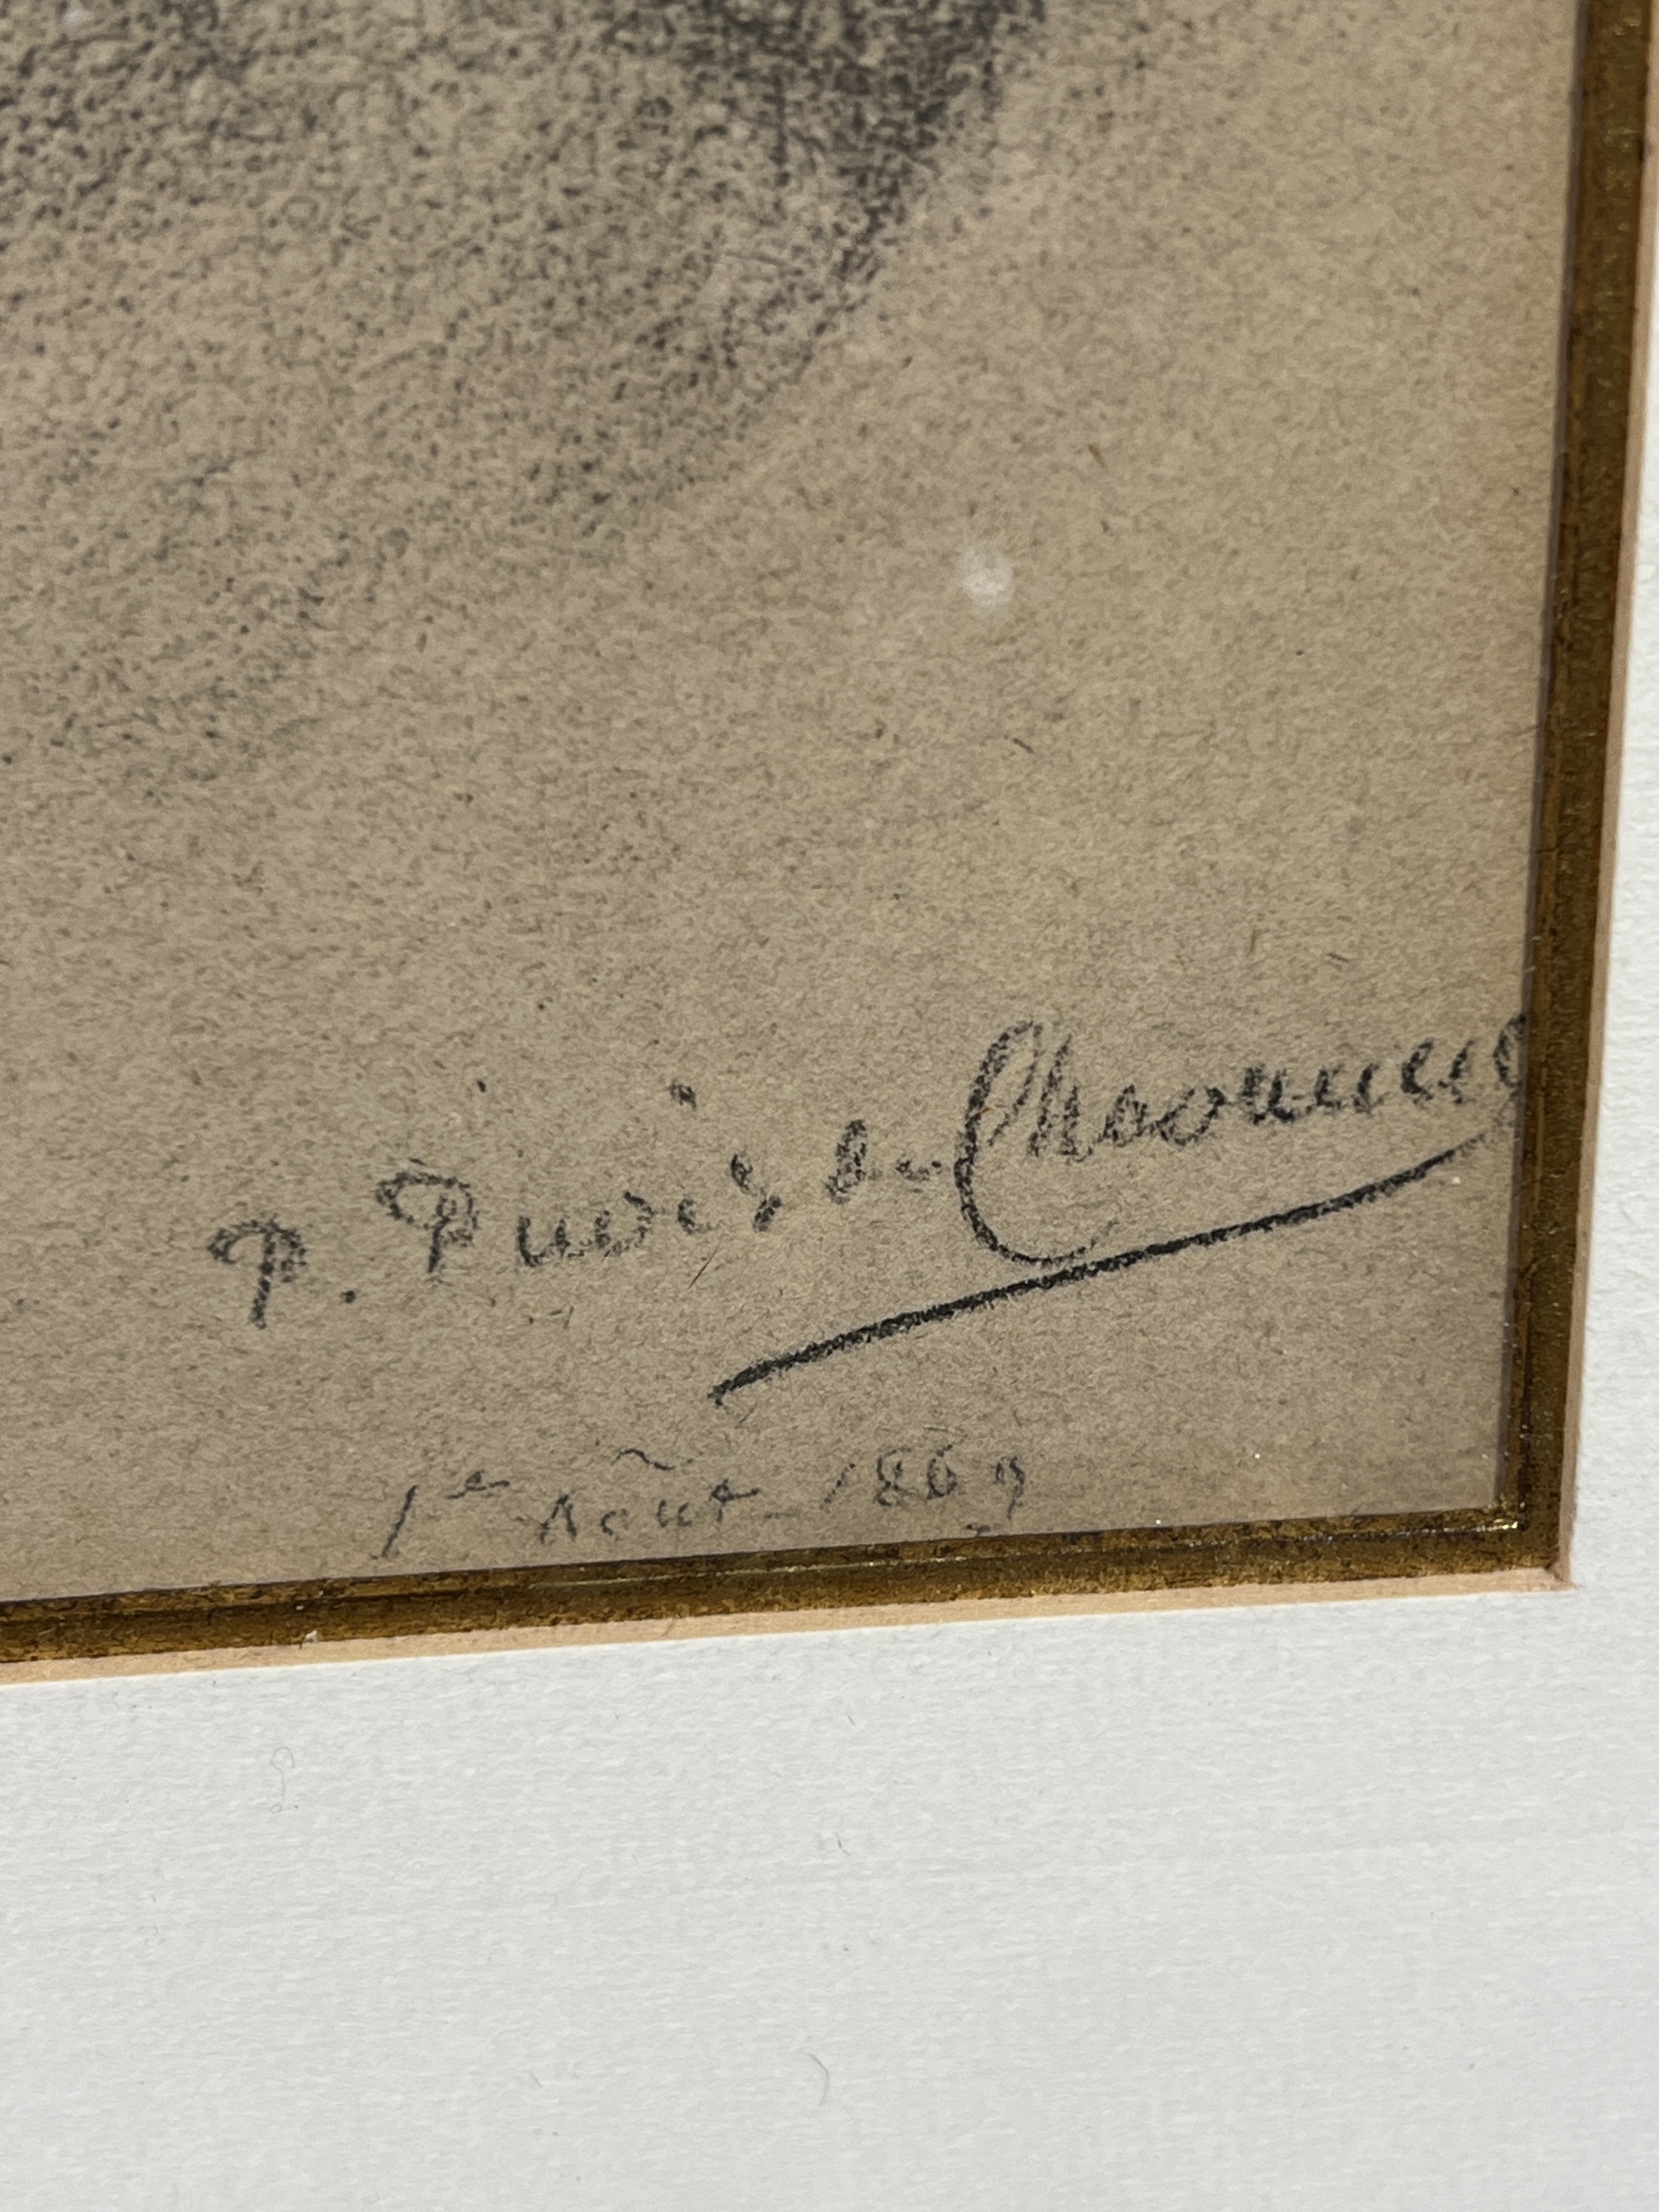 P. Puvis de Chavannes
1er Août 1869